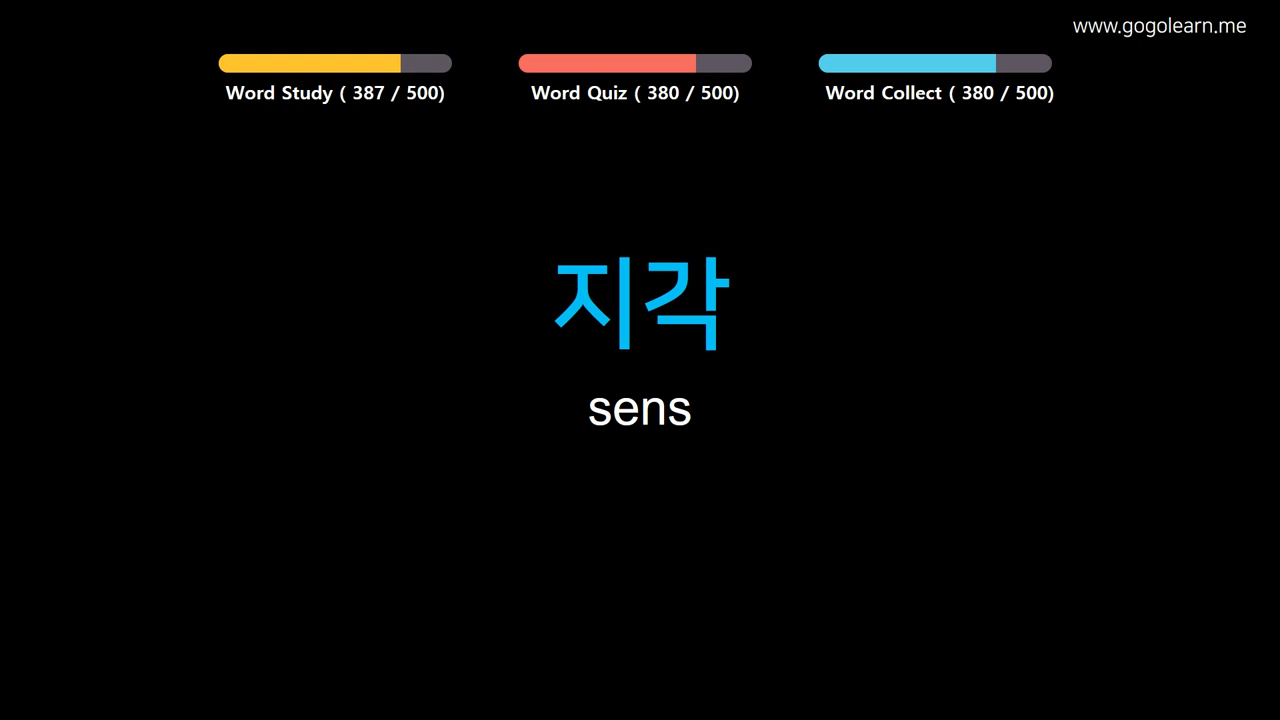 www.gogolearn.me
Word Study ( 387 / 500)
Word Quiz ( 380 / 500)
Word Collect ( 380 / 500)
지각
sens